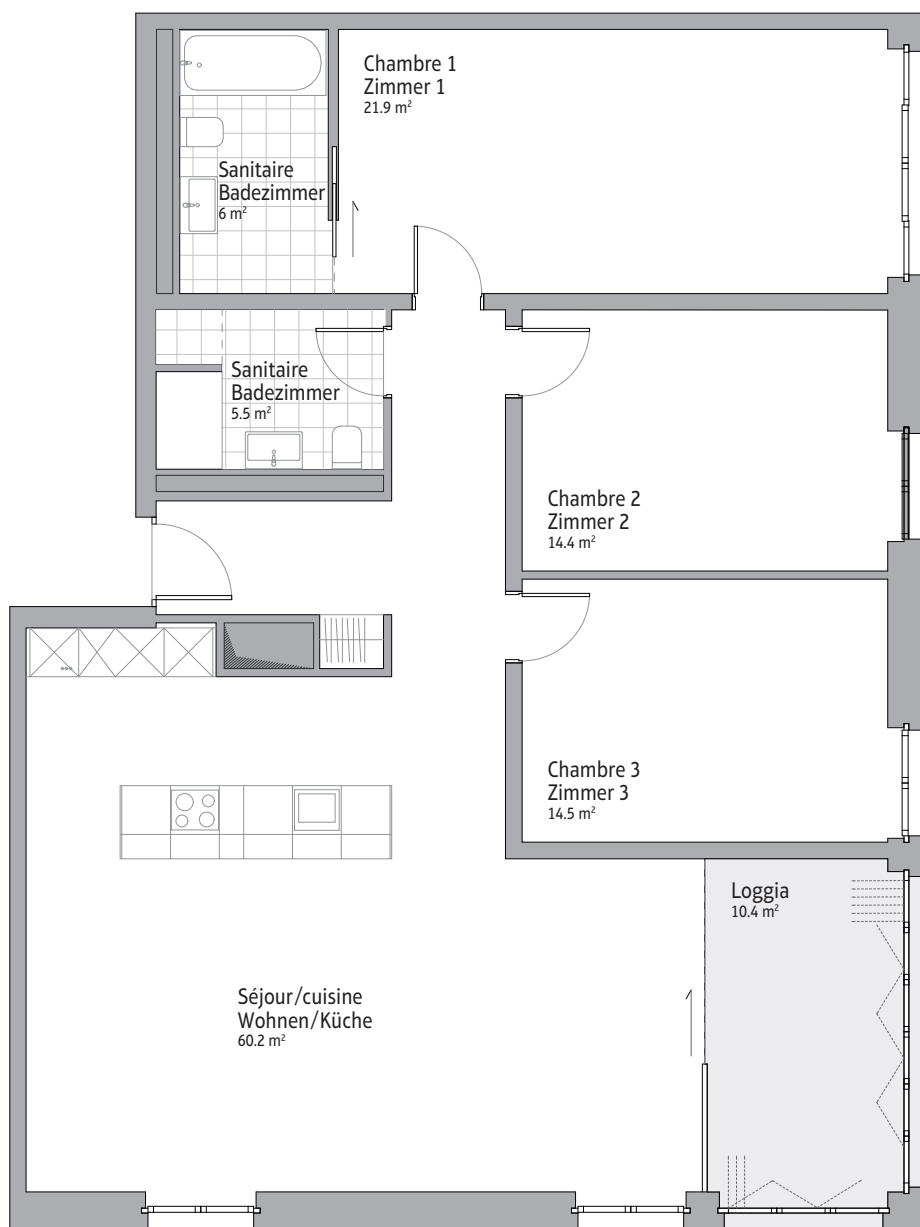 Chambre 1
Zimmer 1
21.9 m²
Sanitaire
Badezimmer
6 m²
Sanitaire
Badezimmer
5.5 m²
Chambre 2
Zimmer 2
14.4 m²
Chambre 3
Zimmer 3
14.5 m²
Loggia
10.4 m²
Séjour/cuisine
Wohnen/Küche
60.2 m²